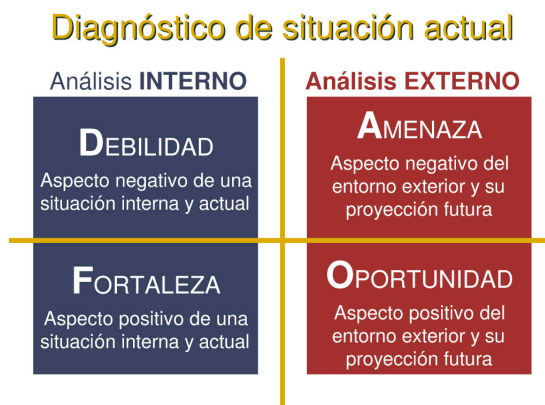 Diagnóstico de situación actual
Análisis INTERNO
DEBILIDAD
Aspecto negativo de una
situación interna y actual
FORTALEZA
Aspecto positivo de una
situación interna y actual
Análisis EXTERNO
AMENAZA
Aspecto negativo del
entorno exterior y su
proyección futura
OPORTUNIDAD
Aspecto positivo del
entorno exterior y su
proyección futura